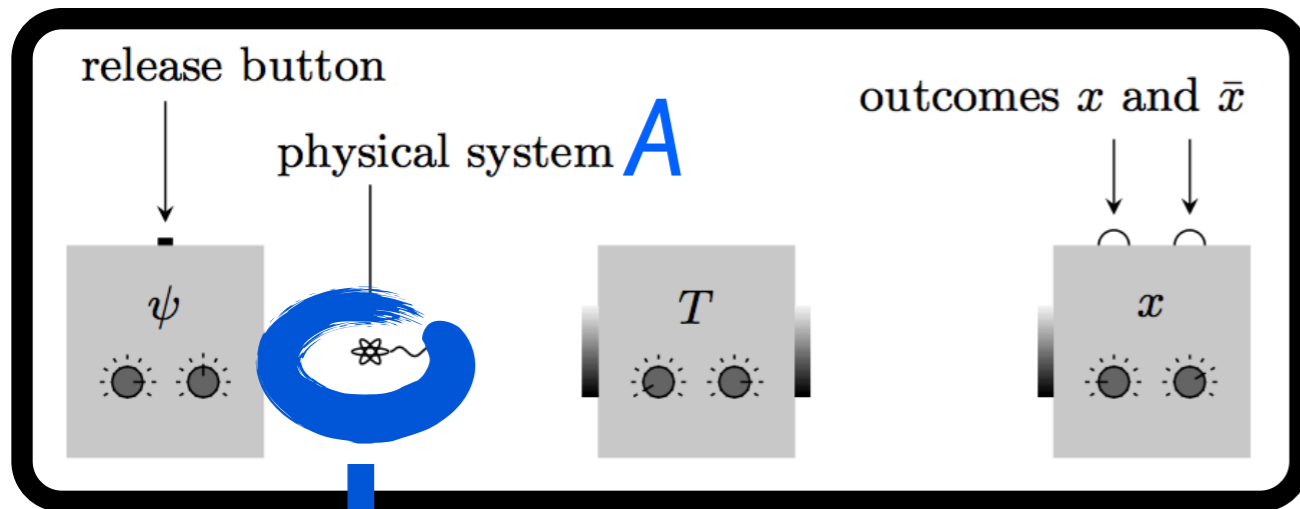 release button
outcomes x and x̄
physical system A
ψ
T
x